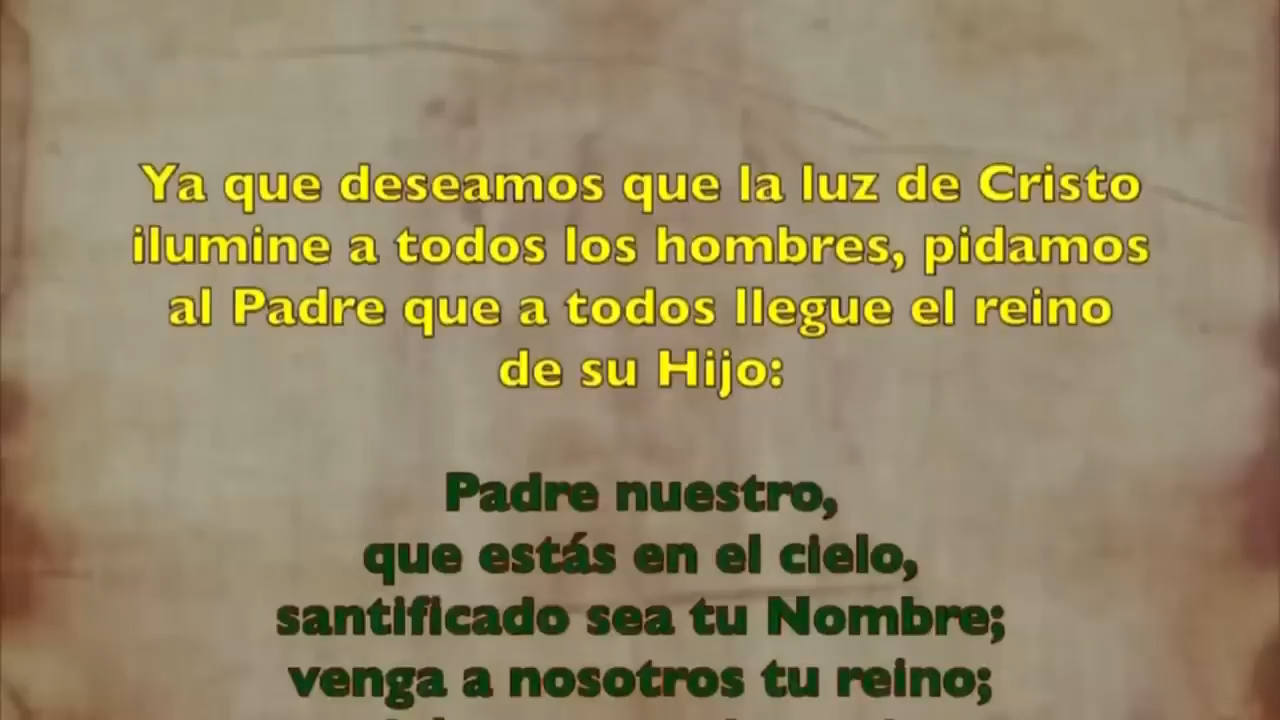 Ya que deseamos que la luz de Cristo
ilumine a todos los hombres, pidamos
al Padre que a todos llegue el reino
de su Hijo:
Padre nuestro,
que estás en el cielo,
santificado sea tu Nombre;
venga a nosotros tu reino;